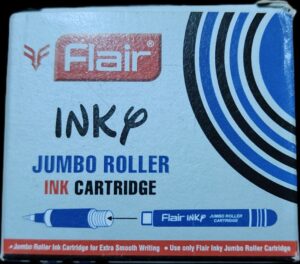 Flair®
INKY
JUMBO ROLLER
INK CARTRIDGE
Flair INKY JUMBO ROLLER
CARTRIDGE
• Jumbo Roller Ink Cartridge for Extra Smooth Writing • Use only Flair Inky Jumbo Roller Cartridge